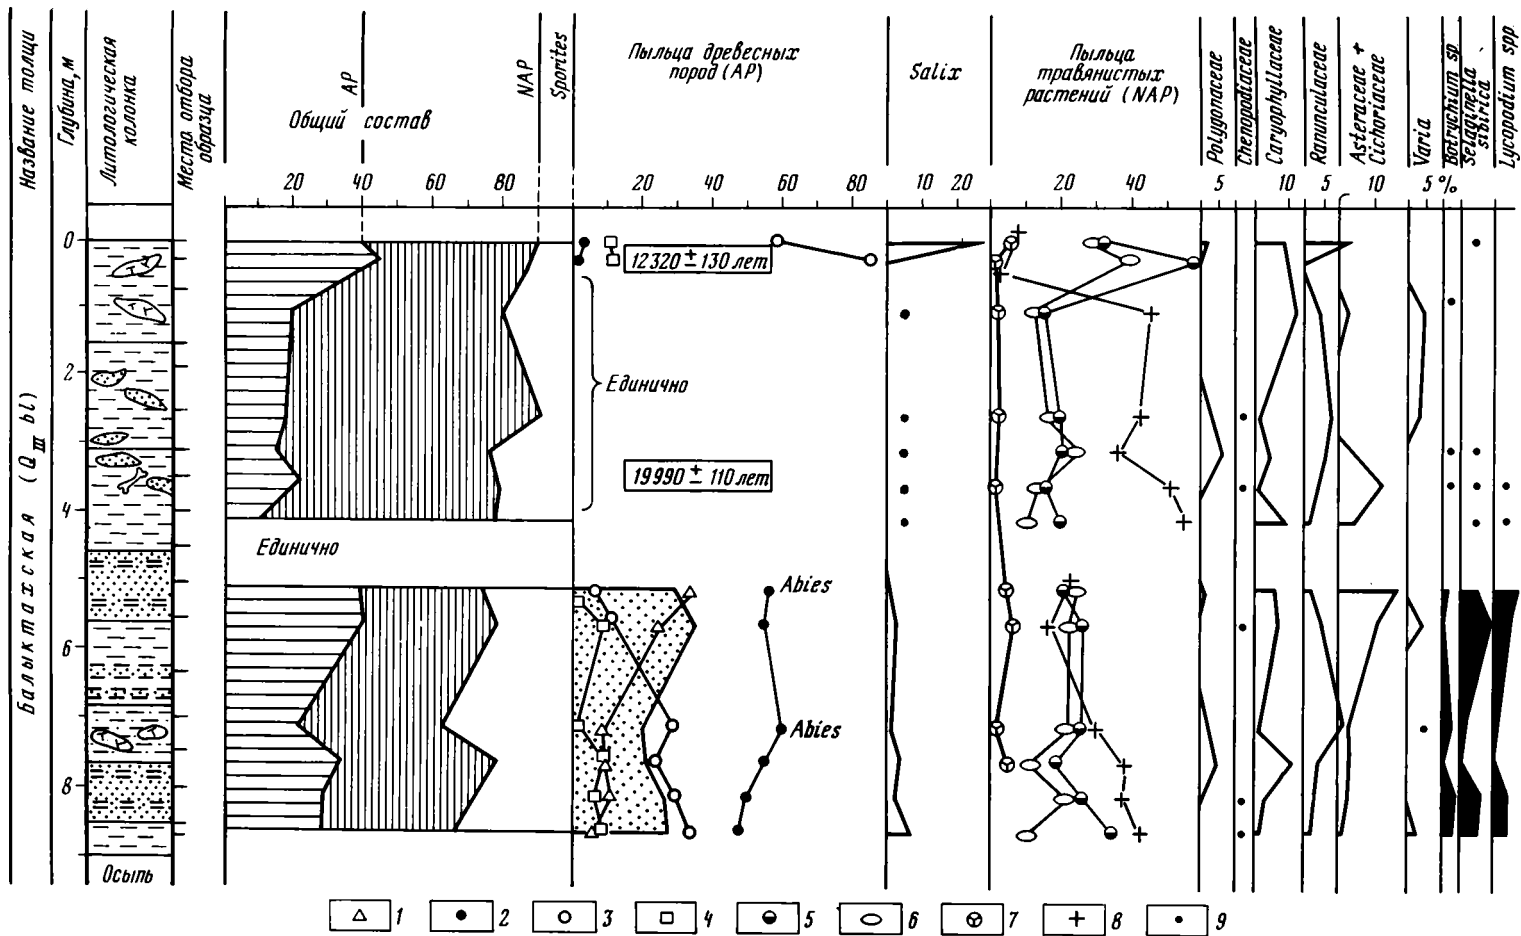 Название толщи
Глубина, м
Литологическая
колонка
Место отбора
образца
AP
NAP
Sporites
Общий состав
20 40 60 80
Пыльца древесных
пород (AP)
20 40 60 80
Salix
10 20
Пыльца
травянистых
растений (NAP)
20 40
Polygonaceae
5
Chenopodiaceae
Caryophyllaceae
10
Ranunculaceae
5
Asteraceae +
Cichoriaceae
10
Varia
5 %
Botrychium sp.
Selaginella
sibirica
Lycopodium spp.
Балыктахская (Q III bl)
0
2
4
6
8
12320 ± 130 лет
Единично
19990 ± 110 лет
Единично
Abies
Abies
Осыпь
1 2 3 4 5 6 7 8 9